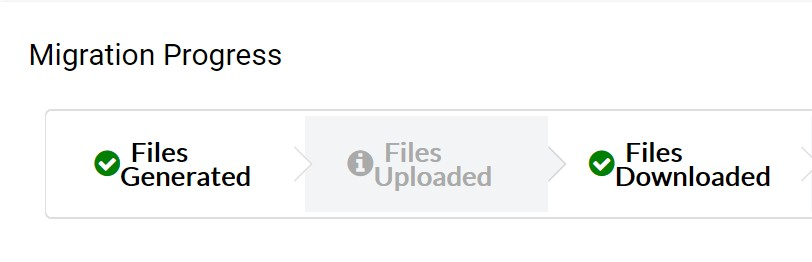 Migration Progress
Files
Generated
Files
Uploaded
Files
Downloaded